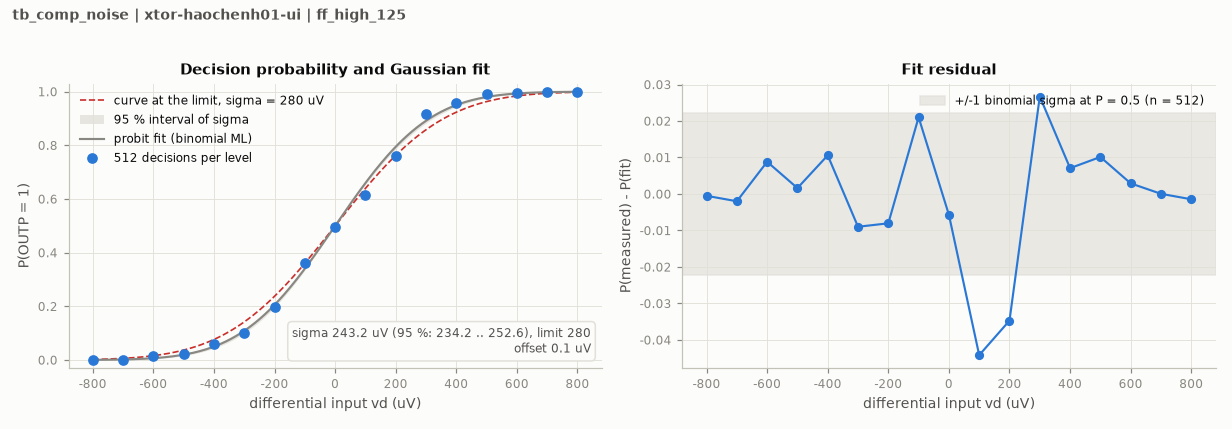 tb_comp_noise | xtor-haochenh01-ui | ff_high_125
Decision probability and Gaussian fit
1.0
0.8
0.6
0.4
0.2
0.0
P(OUTP = 1)
curve at the limit, sigma = 280 uV
95 % interval of sigma
probit fit (binomial ML)
512 decisions per level
sigma 243.2 uV (95 %: 234.2 .. 252.6), limit 280
offset 0.1 uV
-800 -600 -400 -200 0 200 400 600 800
differential input vd (uV)
Fit residual
0.03
0.02
0.01
0.00
-0.01
-0.02
-0.03
-0.04
P(measured) - P(fit)
+/-1 binomial sigma at P = 0.5 (n = 512)
-800 -600 -400 -200 0 200 400 600 800
differential input vd (uV)